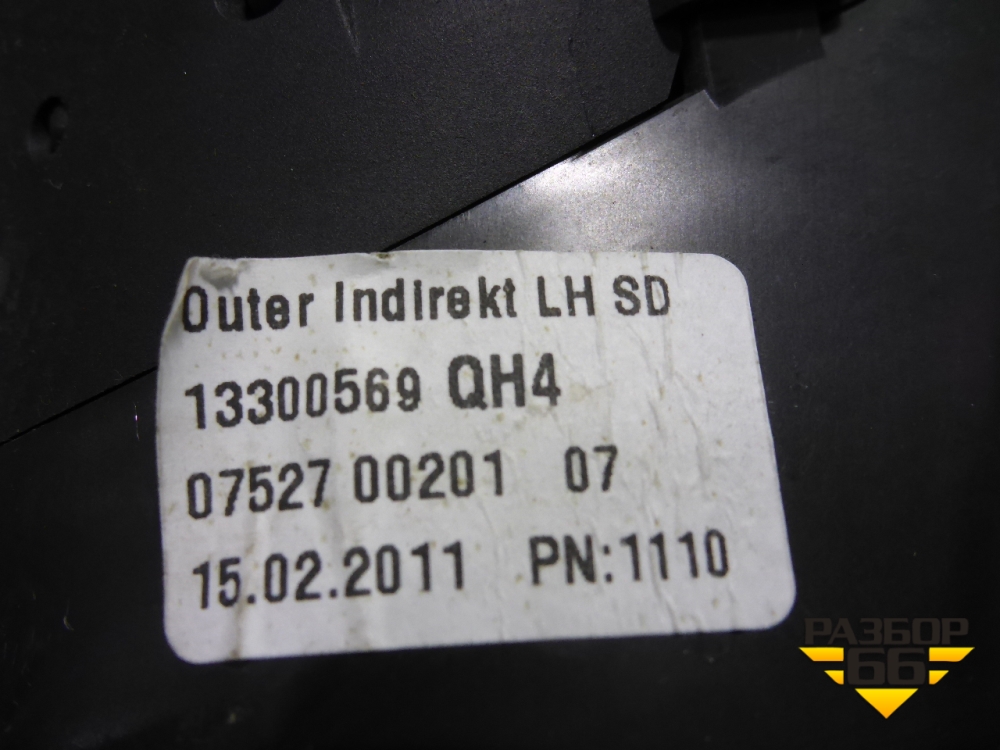 Outer Indirekt LH SD
13300569 QH4
07527 00201 07
15.02.2011 PN:1110
РАЗБОР
66